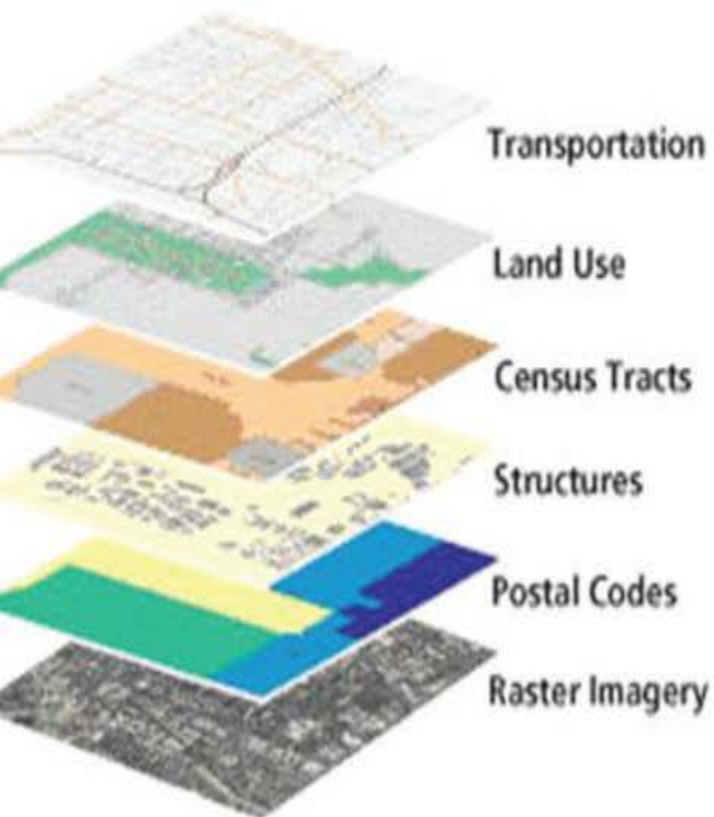 Transportation
Land Use
Census Tracts
Structures
Postal Codes
Raster Imagery